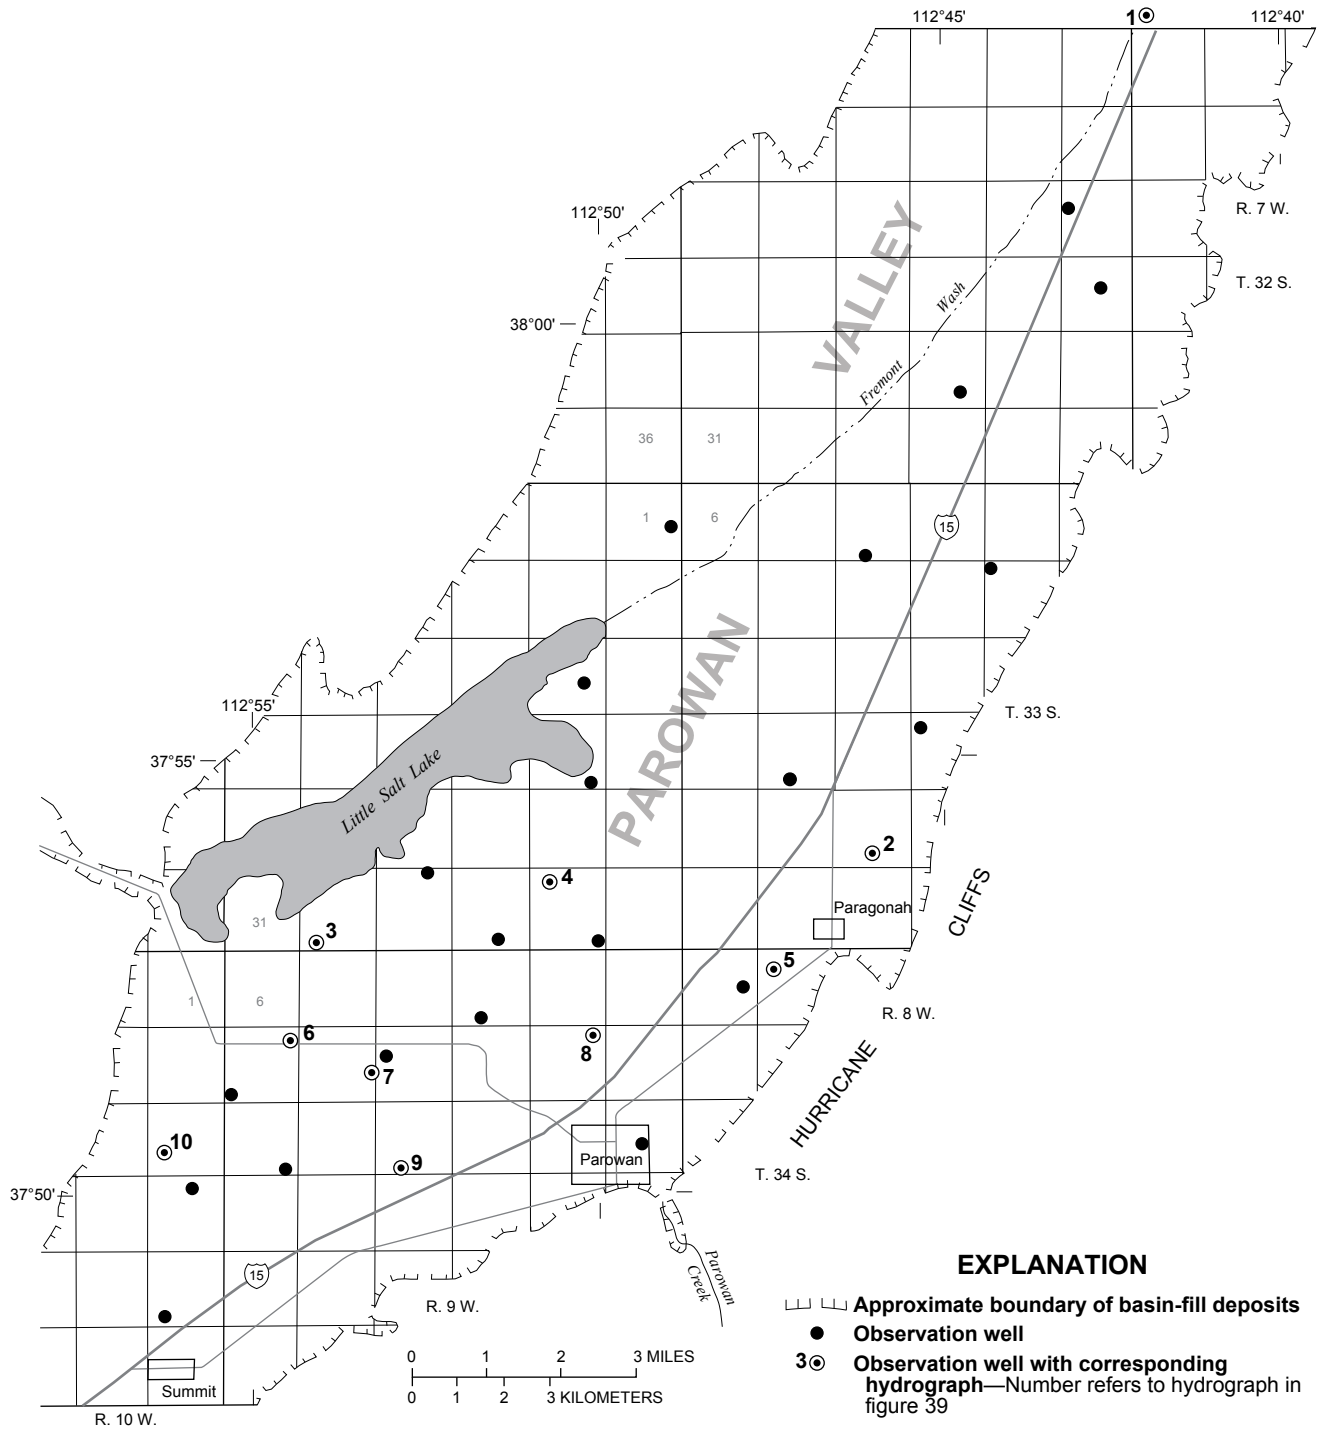 112°45'
1
112°40'
112°50'
R. 7 W.
VALLEY
T. 32 S.
Wash
38°00'
Fremont
36
31
1
6
15
PAROWAN
112°55'
T. 33 S.
37°55'
Little Salt Lake
2
4
CLIFFS
Paragonah
31
3
5
1
6
R. 8 W.
6
8
7
HURRICANE
10
9
Parowan
T. 34 S.
37°50'
15
Parowan
Creek
EXPLANATION
Approximate boundary of basin-fill deposits
R. 9 W.
Observation well
0 1 2 3 MILES
0 1 2 3 KILOMETERS
3 Observation well with corresponding
hydrograph—Number refers to hydrograph in
figure 39
Summit
R. 10 W.